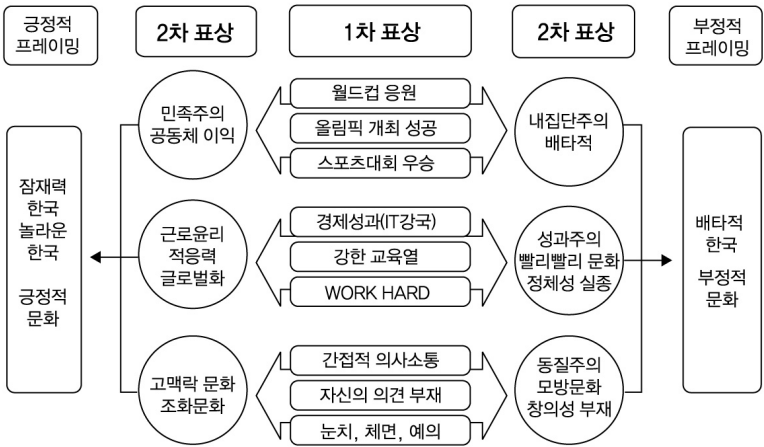 긍정적
프레이밍
2차 표상
1차 표상
2차 표상
부정적
프레이밍
민족주의
공동체 이익
월드컵 응원
올림픽 개최 성공
스포츠대회 우승
내집단주의
배타적
잠재력
한국
놀라운
한국
긍정적
문화
근로윤리
적응력
글로벌화
경제성과(IT강국)
강한 교육열
WORK HARD
성과주의
빨리빨리 문화
정체성 실종
배타적
한국
부정적
문화
고맥락 문화
조화문화
간접적 의사소통
자신의 의견 부재
눈치, 체면, 예의
동질주의
모방문화
창의성 부재